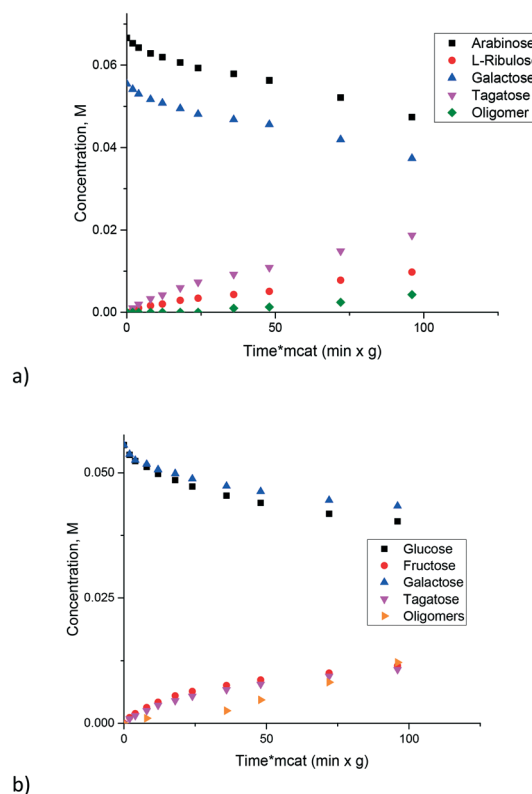 Arabinose
L-Ribulose
Galactose
Tagatose
Oligomer
0.06
0.04
0.02
0.00
Concentration, M
0
50
100
Time*mcat (min x g)
a)
0.050
0.025
0.000
Concentration, M
Glucose
Fructose
Galactose
Tagatose
Oligomers
0
50
100
Time*mcat (min x g)
b)